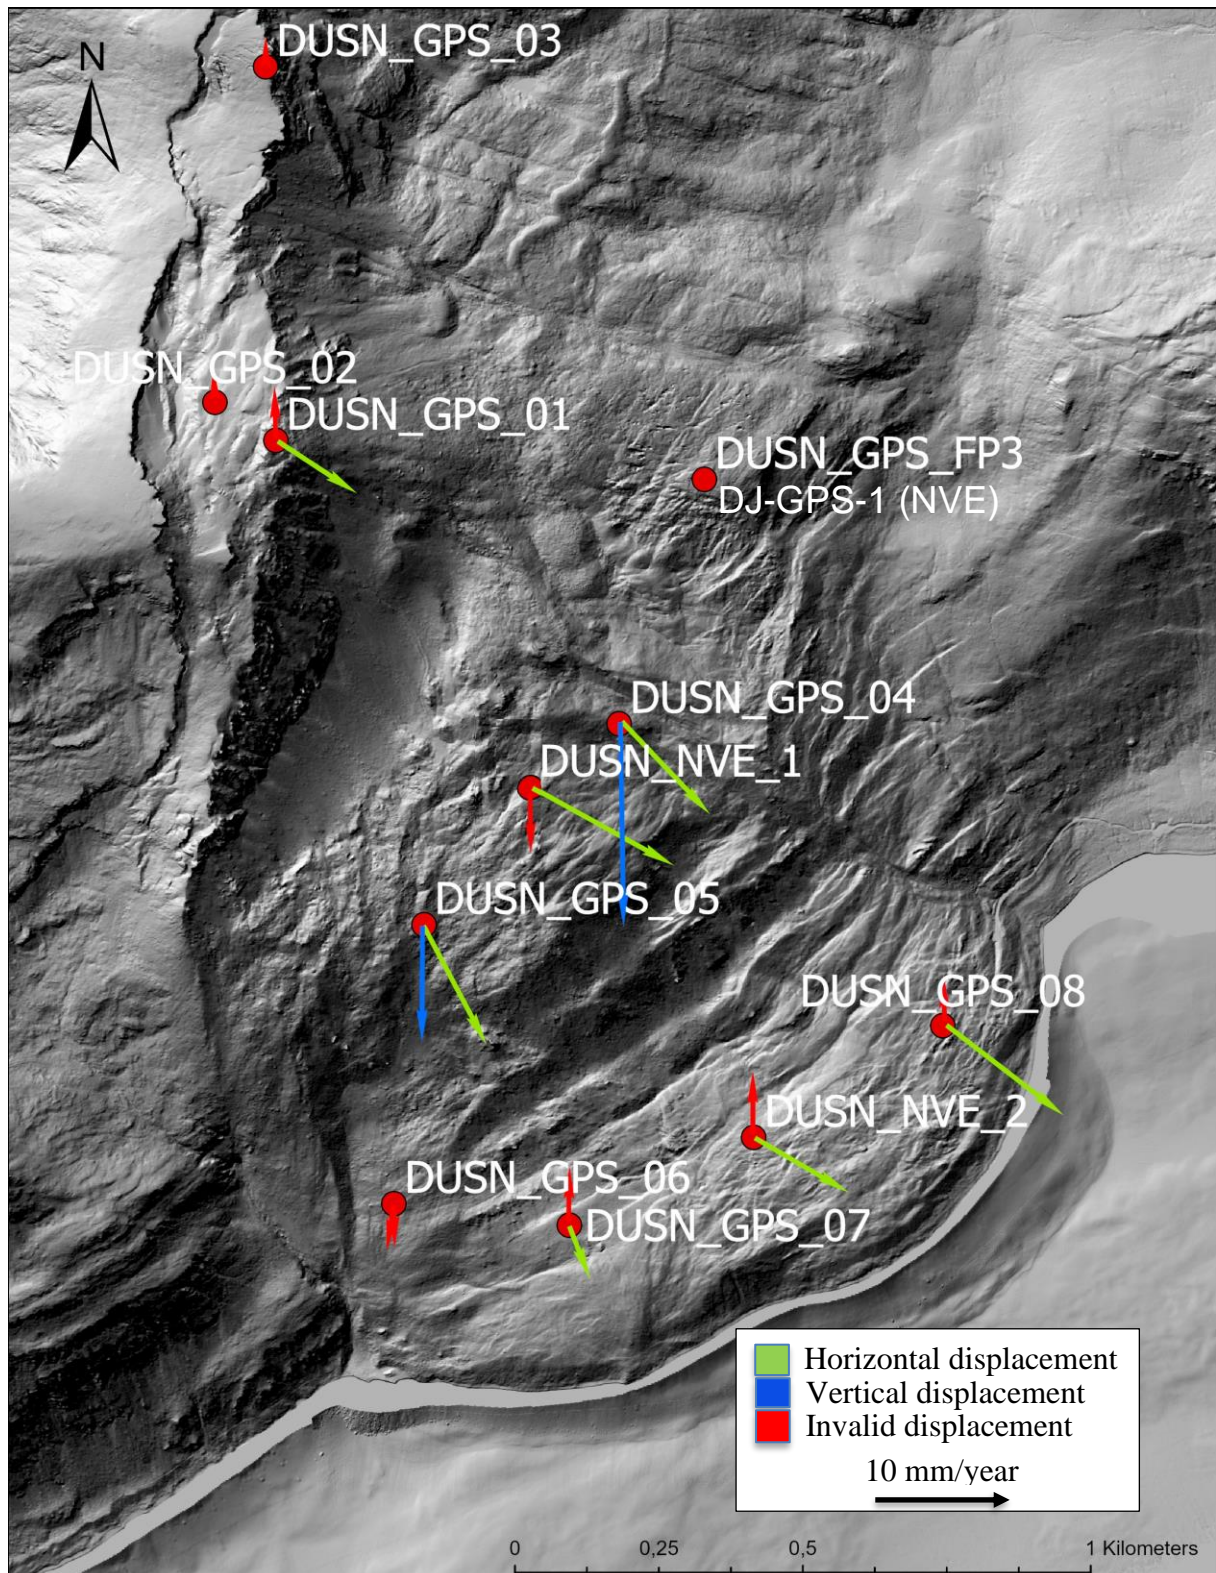 DUSN_GPS_03
N
DUSN_GPS_02
DUSN_GPS_01
DUSN_GPS_FP3
DJ-GPS-1 (NVE)
DUSN_GPS_04
DUSN_NVE_1
DUSN_GPS_05
DUSN_GPS_08
DUSN_NVE_2
DUSN_GPS_06
DUSN_GPS_07
Horizontal displacement
Vertical displacement
Invalid displacement
10 mm/year
0 0,25 0,5 1 Kilometers